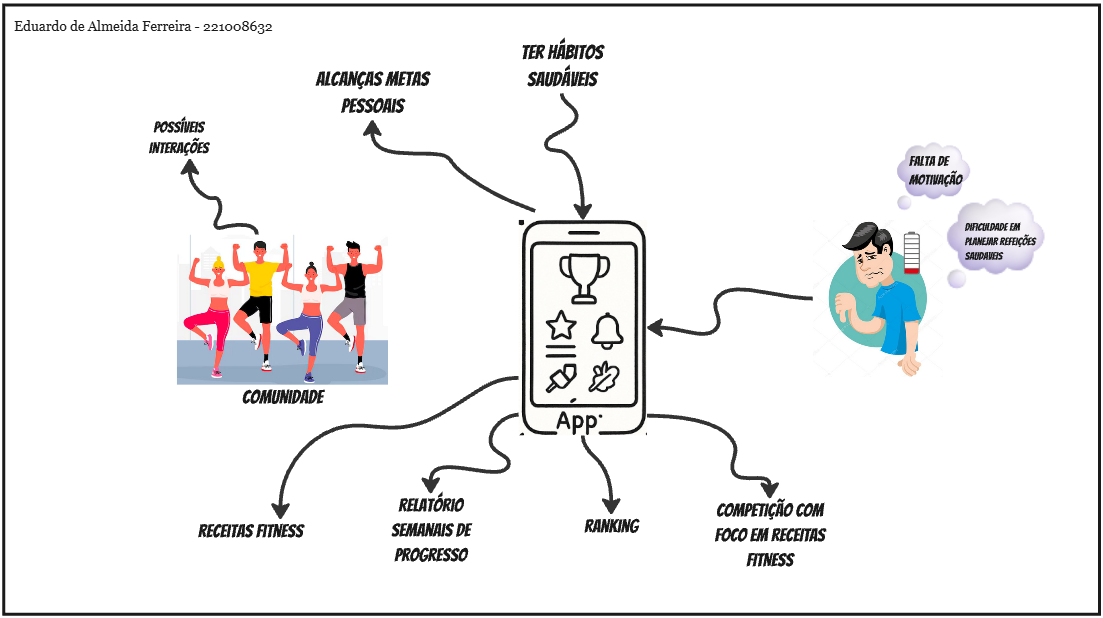 Eduardo de Almeida Ferreira - 221008632
TER HÁBITOS
SAUDÁVEIS
ALCANÇAS METAS
PESSOAIS
POSSÍVEIS
INTERAÇÕES
FALTA DE
MOTIVAÇÃO
DIFICULDADE EM
PLANEJAR REFEIÇÕES
SAUDAVEIS
COMUNIDADE
App
RECEITAS FITNESS
RELATÓRIO
SEMANAIS DE
PROGRESSO
RANKING
COMPETIÇÃO COM
FOCO EM RECEITAS
FITNESS